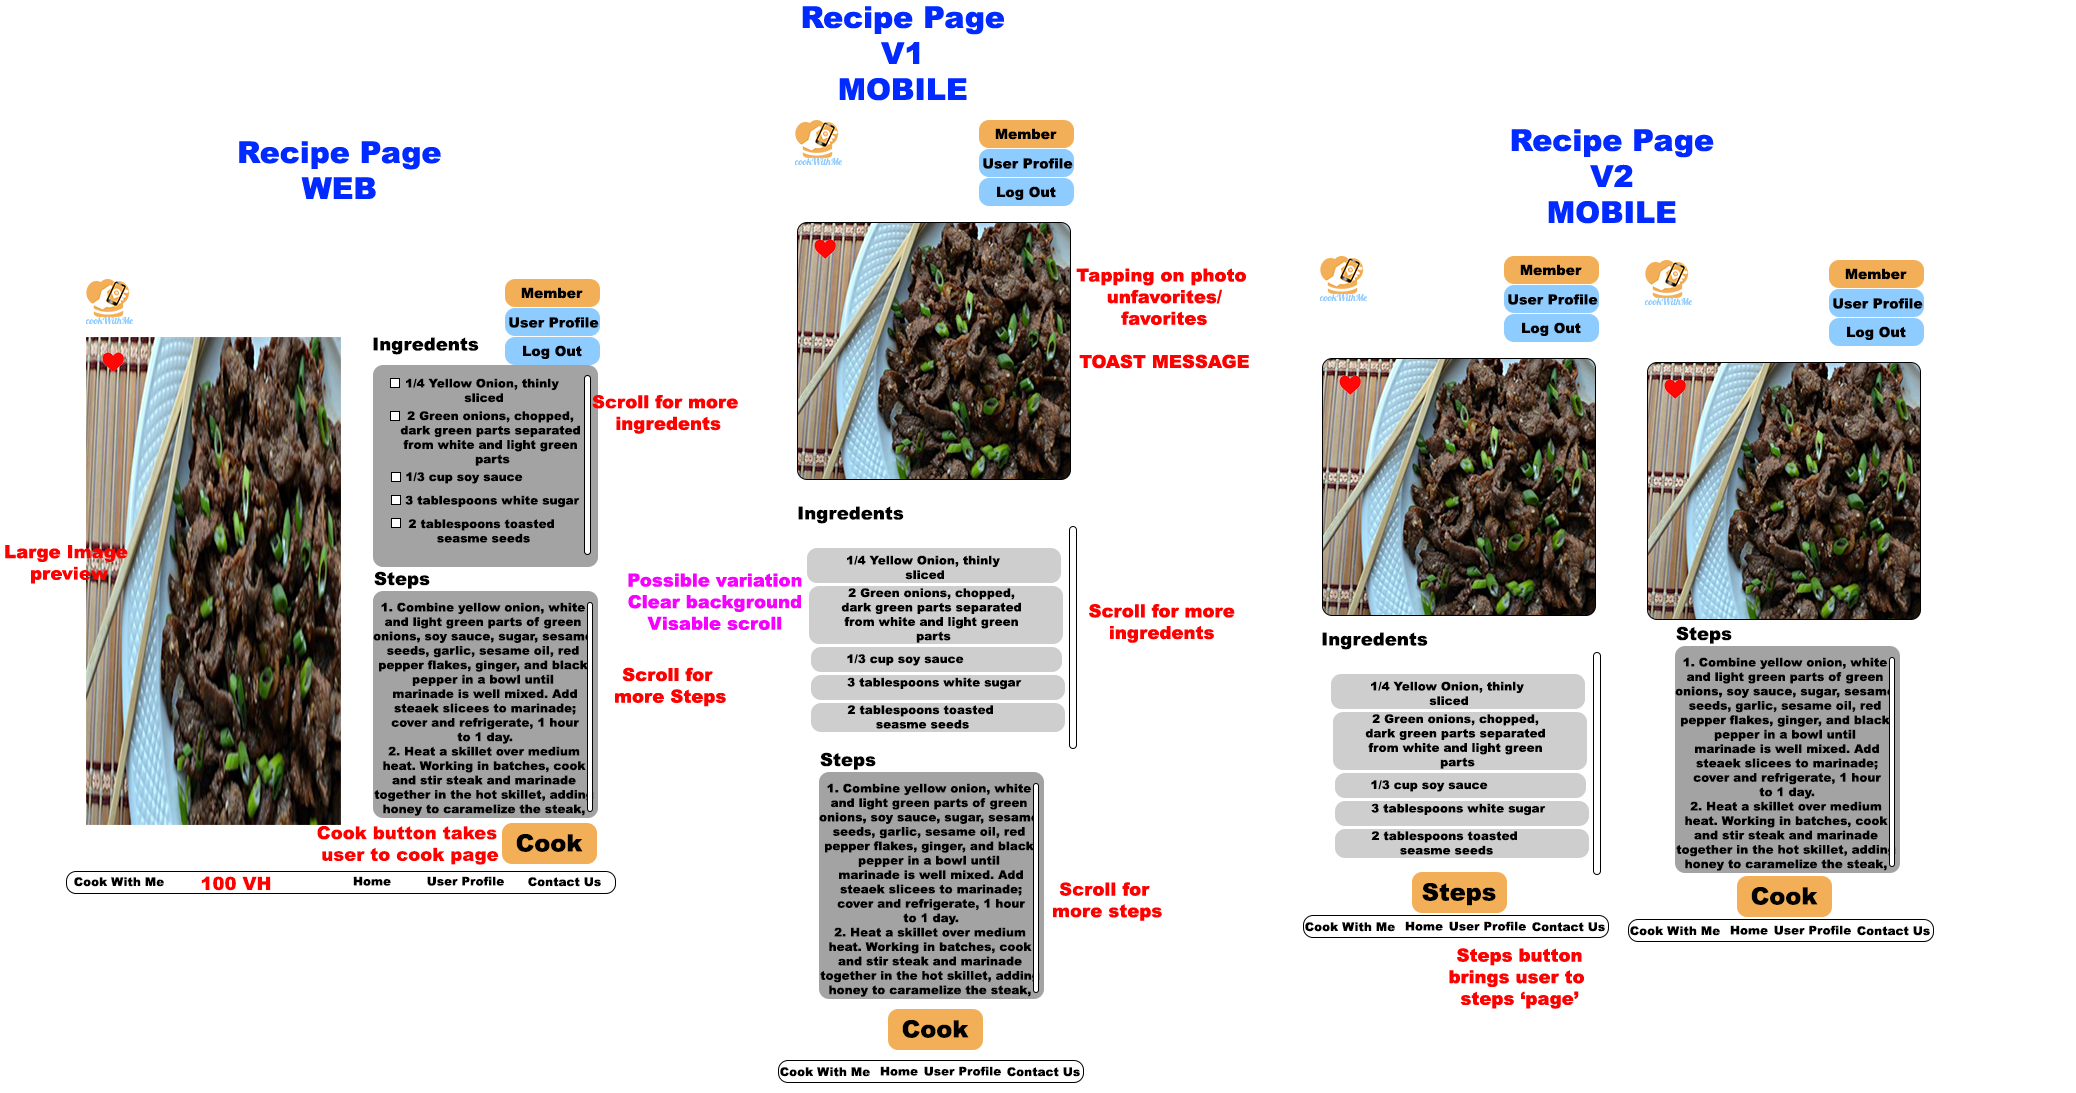 Recipe Page
WEB
cookWithMe
Member
User Profile
Log Out
Ingredents
1/4 Yellow Onion, thinly
sliced
2 Green onions, chopped,
dark green parts separated
from white and light green
parts
1/3 cup soy sauce
3 tablespoons white sugar
2 tablespoons toasted
seasme seeds
Scroll for more
ingredents
Large Image
preview
Steps
1. Combine yellow onion, white
and light green parts of green
onions, soy sauce, sugar, sesame
seeds, garlic, sesame oil, red
pepper flakes, ginger, and black
pepper in a bowl until
marinade is well mixed. Add
steaek slicees to marinade;
cover and refrigerate, 1 hour
to 1 day.
2. Heat a skillet over medium
heat. Working in batches, cook
and stir steak and marinade
together in the hot skillet, adding
honey to caramelize the steak,
Scroll for
more Steps
Cook button takes
user to cook page
Cook
Cook With Me
100 VH
Home
User Profile
Contact Us
Recipe Page
V1
MOBILE
cookWithMe
Member
User Profile
Log Out
Tapping on photo
unfavorites/
favorites
TOAST MESSAGE
Ingredents
Possible variation
Clear background
Visable scroll
1/4 Yellow Onion, thinly
sliced
2 Green onions, chopped,
dark green parts separated
from white and light green
parts
1/3 cup soy sauce
3 tablespoons white sugar
2 tablespoons toasted
seasme seeds
Scroll for more
ingredents
Steps
1. Combine yellow onion, white
and light green parts of green
onions, soy sauce, sugar, sesame
seeds, garlic, sesame oil, red
pepper flakes, ginger, and black
pepper in a bowl until
marinade is well mixed. Add
steaek slicees to marinade;
cover and refrigerate, 1 hour
to 1 day.
2. Heat a skillet over medium
heat. Working in batches, cook
and stir steak and marinade
together in the hot skillet, adding
honey to caramelize the steak,
Scroll for
more steps
Cook
Cook With Me Home User Profile Contact Us
Recipe Page
V2
MOBILE
cookWithMe
Member
User Profile
Log Out
Ingredents
1/4 Yellow Onion, thinly
sliced
2 Green onions, chopped,
dark green parts separated
from white and light green
parts
1/3 cup soy sauce
3 tablespoons white sugar
2 tablespoons toasted
seasme seeds
Steps
Cook With Me Home User Profile Contact Us
Steps button
brings user to
steps ‘page’
cookWithMe
Member
User Profile
Log Out
Steps
1. Combine yellow onion, white
and light green parts of green
onions, soy sauce, sugar, sesame
seeds, garlic, sesame oil, red
pepper flakes, ginger, and black
pepper in a bowl until
marinade is well mixed. Add
steaek slicees to marinade;
cover and refrigerate, 1 hour
to 1 day.
2. Heat a skillet over medium
heat. Working in batches, cook
and stir steak and marinade
together in the hot skillet, adding
honey to caramelize the steak,
Cook
Cook With Me Home User Profile Contact Us